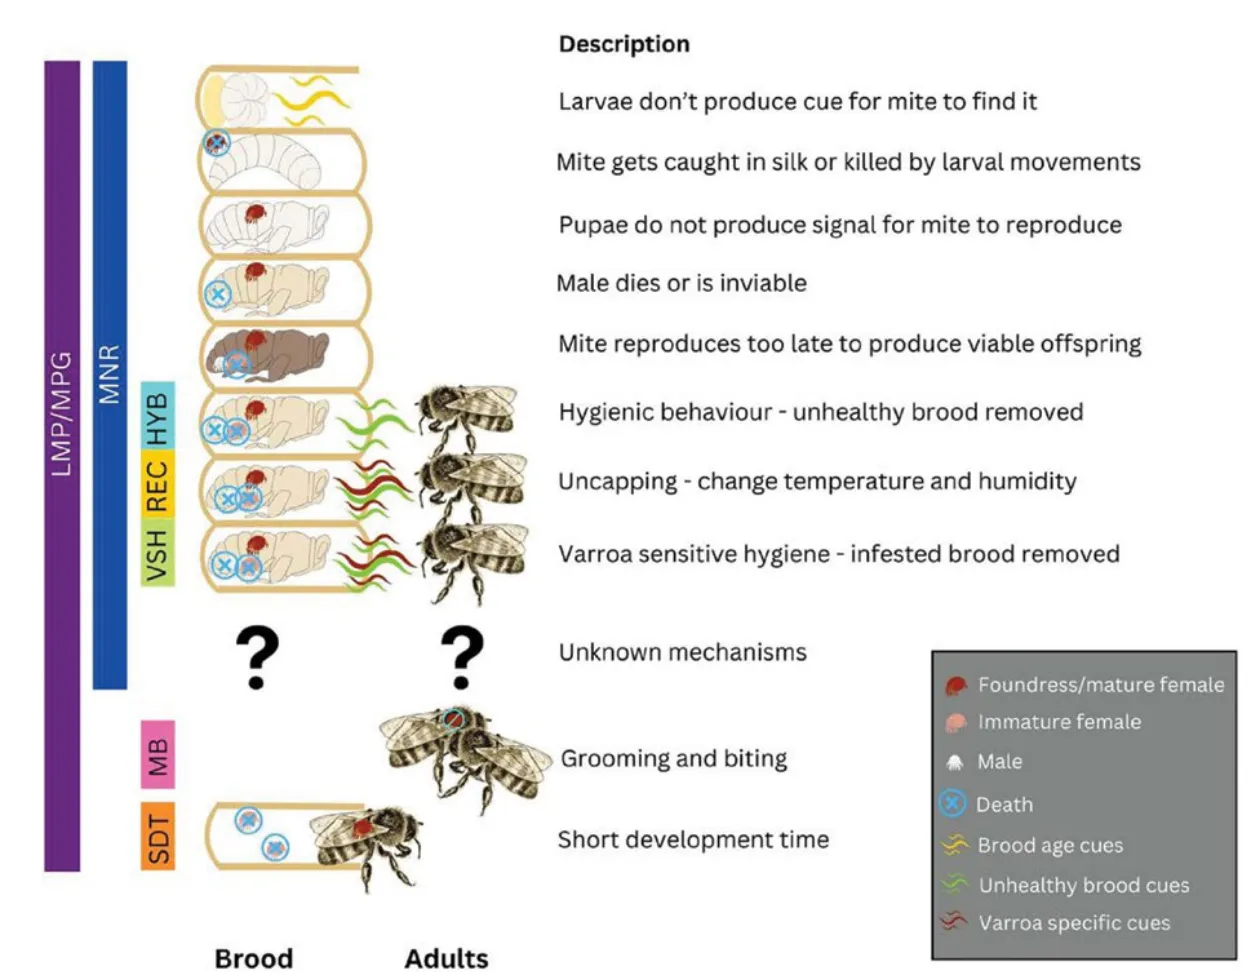 Description
Larvae don't produce cue for mite to find it
Mite gets caught in silk or killed by larval movements
Pupae do not produce signal for mite to reproduce
Male dies or is inviable
Mite reproduces too late to produce viable offspring
LMP/MPG
MNR
HYB
Hygienic behaviour - unhealthy brood removed
REC
Uncapping - change temperature and humidity
VSH
Varroa sensitive hygiene - infested brood removed
? ? Unknown mechanisms
MB
Grooming and biting
SDT
Short development time
Brood Adults
Foundress/mature female
Immature female
Male
Death
Brood age cues
Unhealthy brood cues
Varroa specific cues